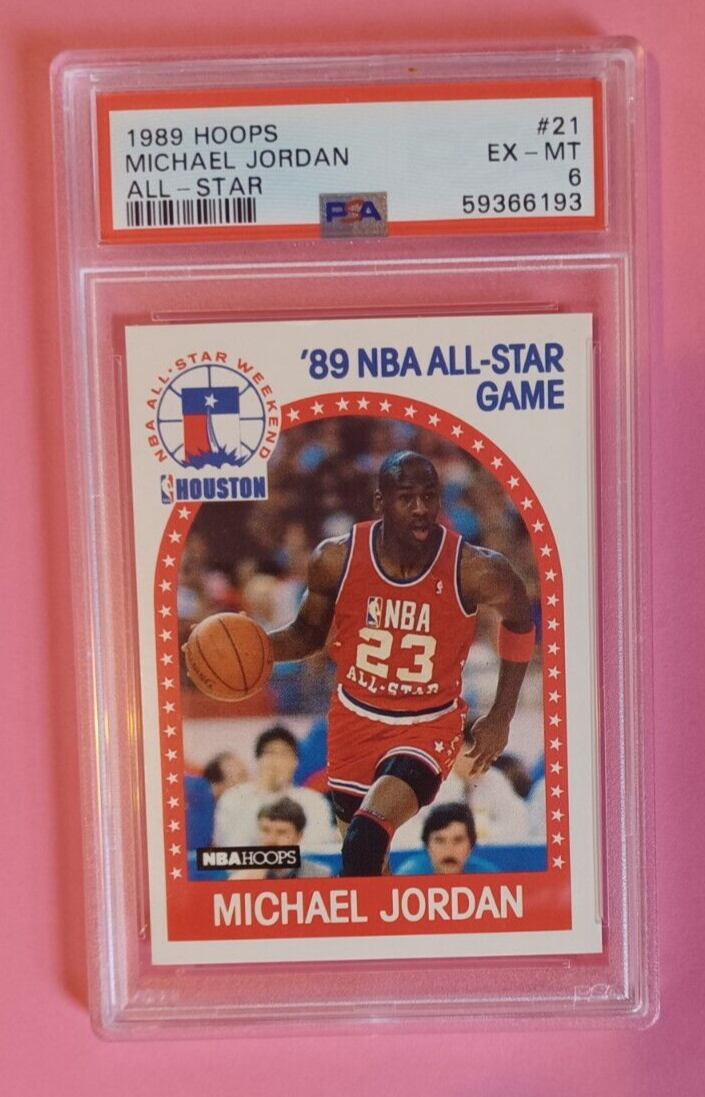 1989 HOOPS #21
MICHAEL JORDAN EX - MT
ALL - STAR 6
59366193
PSA
NBA ALL-STAR WEEKEND
HOUSTON
'89 NBA ALL-STAR
GAME
NBA
23
ALL-STAR
NBA HOOPS
MICHAEL JORDAN